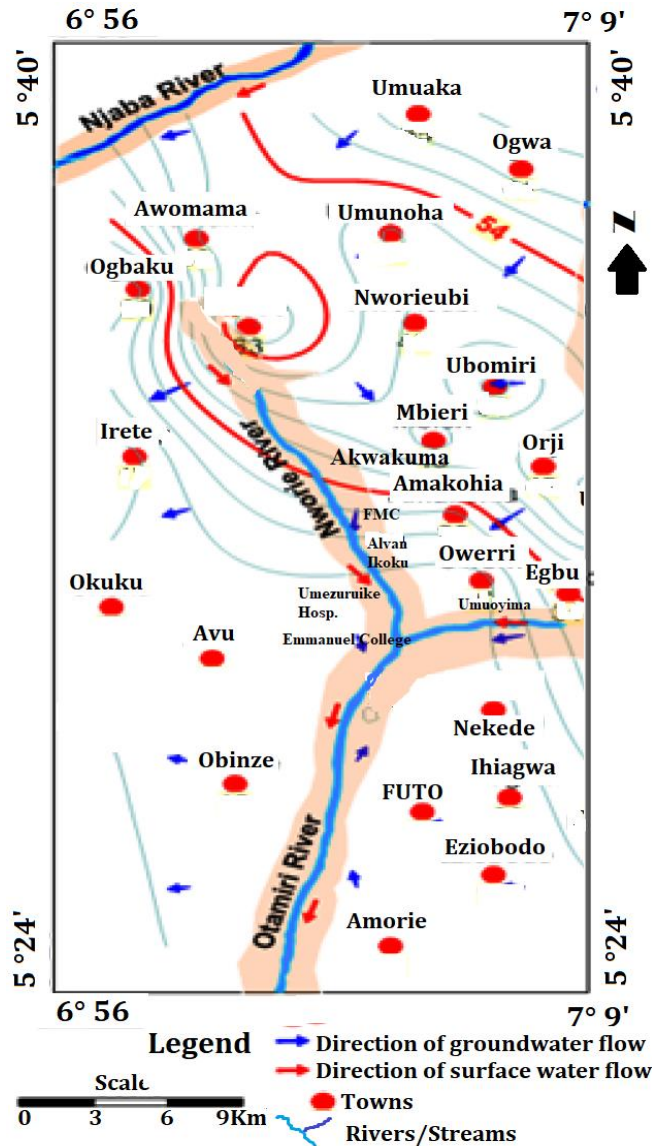 6° 56
7° 9'
5 °40'
5 °40'
Njaba River
Umuaka
Ogwa
Awomama
Umunoha
54
Z
Ogbaku
Nworieubi
Ubomiri
Mbieri
Irete
Nworie River
Akwakuma
Orji
Amakohia
FMC
Alvan
Ikoku
Owerri
Egbu
Okuku
Umezuruike
Hosp.
Umuoyima
Avu
Emmanuel College
Nekede
Obinze
Ihiagwa
FUTO
Otamiri River
Eziobodo
Amorie
5 °24'
5 °24'
6° 56
7° 9'
Legend
Direction of groundwater flow
Direction of surface water flow
Scale
Towns
0 3 6 9Km
Rivers/Streams